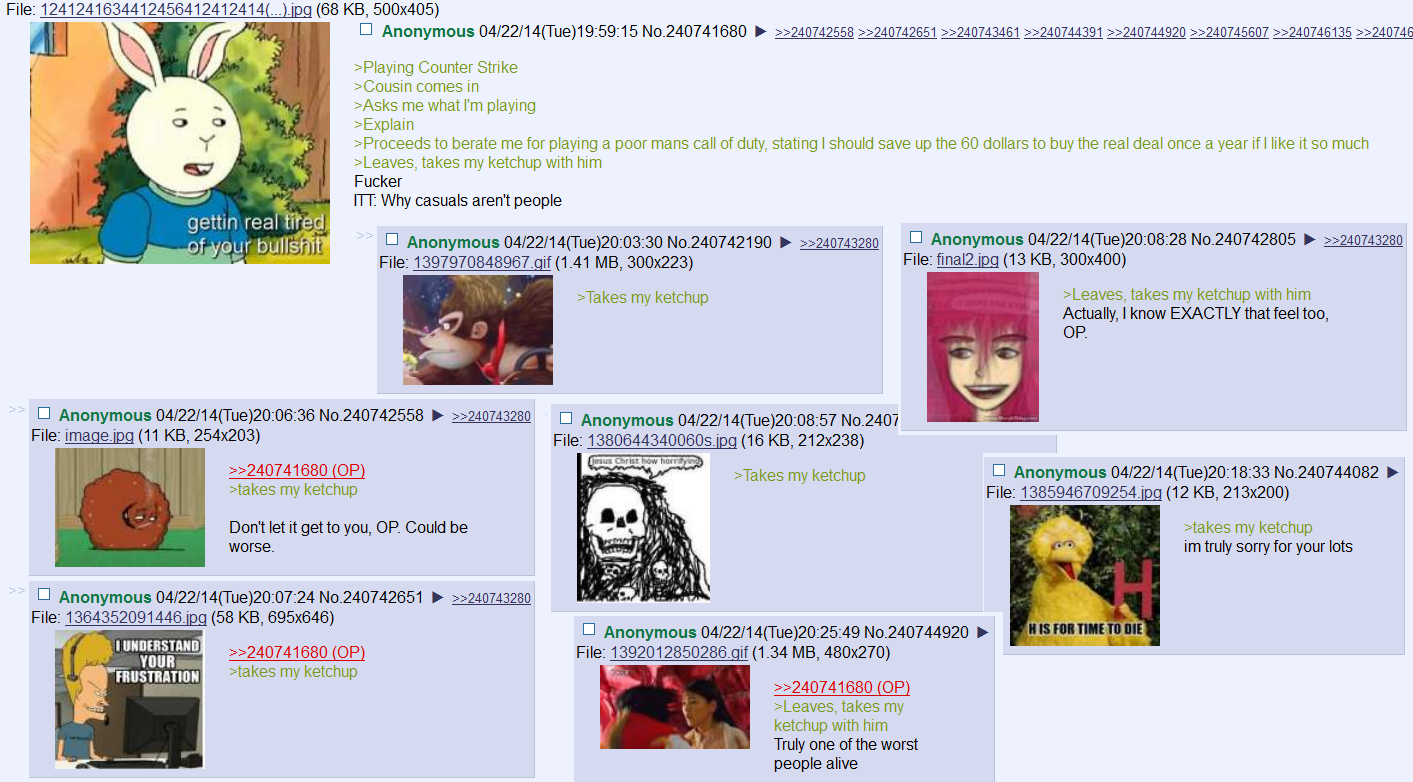 File: 1241241634412456412412414(...).jpg (68 KB, 500x405)
gettin real tired
of your bullshit
Anonymous 04/22/14(Tue)19:59:15 No.240741680 ▶ >>240742558 >>240742651 >>240743461 >>240744391 >>240744920 >>240745607 >>240746135 >>240746
>Playing Counter Strike
>Cousin comes in
>Asks me what I'm playing
>Explain
>Proceeds to berate me for playing a poor mans call of duty, stating I should save up the 60 dollars to buy the real deal once a year if I like it so much
>Leaves, takes my ketchup with him
Fucker
ITT: Why casuals aren't people
>> Anonymous 04/22/14(Tue)20:03:30 No.240742190 ▶ >>240743280
File: 1397970848967.gif (1.41 MB, 300x223)
>Takes my ketchup
Anonymous 04/22/14(Tue)20:08:28 No.240742805 ▶ >>240743280
File: final2.jpg (13 KB, 300x400)
>Leaves, takes my ketchup with him
Actually, I know EXACTLY that feel too,
OP.
>> Anonymous 04/22/14(Tue)20:06:36 No.240742558 ▶ >>240743280
File: image.jpg (11 KB, 254x203)
>>240741680 (OP)
>takes my ketchup
Don't let it get to you, OP. Could be
worse.
Anonymous 04/22/14(Tue)20:08:57 No.2407
File: 1380644340060s.jpg (16 KB, 212x238)
Jesus Christ how horrifying
>Takes my ketchup
Anonymous 04/22/14(Tue)20:18:33 No.240744082 ▶
File: 1385946709254.jpg (12 KB, 213x200)
>takes my ketchup
im truly sorry for your lots
H
H IS FOR TIME TO DIE
>> Anonymous 04/22/14(Tue)20:07:24 No.240742651 ▶ >>240743280
File: 1364352091446.jpg (58 KB, 695x646)
I UNDERSTAND
YOUR
FRUSTRATION
>>240741680 (OP)
>takes my ketchup
Anonymous 04/22/14(Tue)20:25:49 No.240744920 ▶
File: 1392012850286.gif (1.34 MB, 480x270)
>>240741680 (OP)
>Leaves, takes my
ketchup with him
Truly one of the worst
people alive